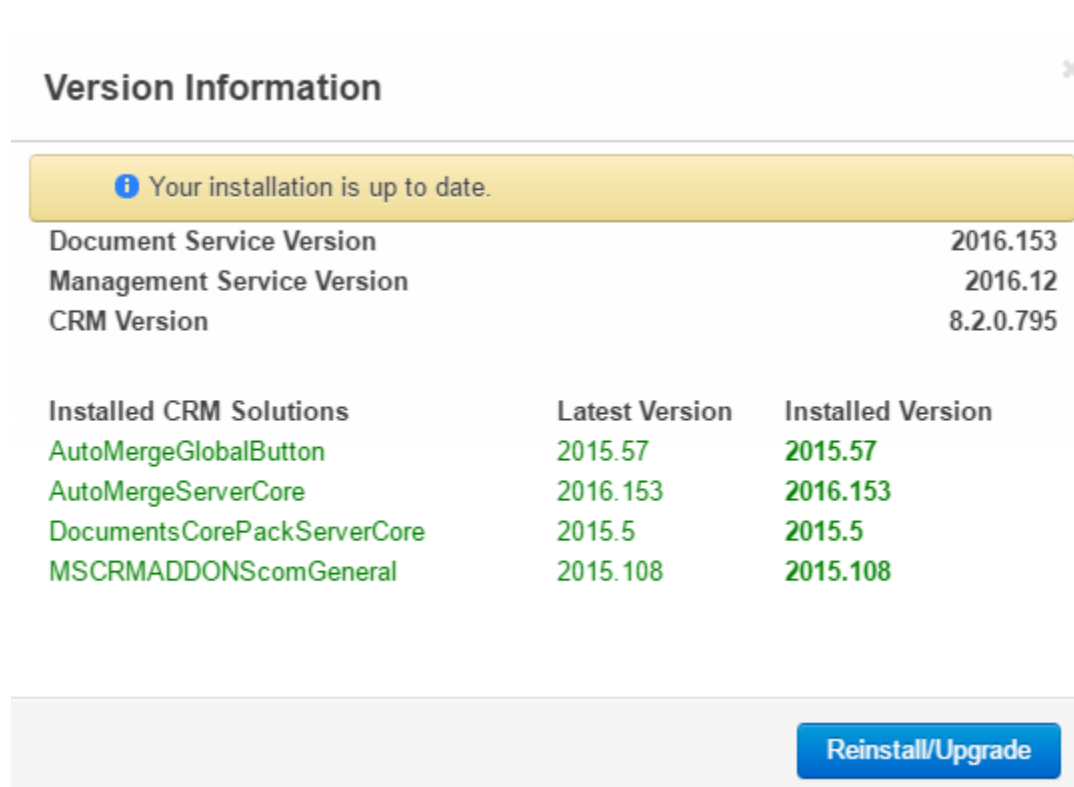 Version Information
Your installation is up to date.
Document Service Version 2016.153
Management Service Version 2016.12
CRM Version 8.2.0.795
Installed CRM Solutions Latest Version Installed Version
AutoMergeGlobalButton 2015.57 2015.57
AutoMergeServerCore 2016.153 2016.153
DocumentsCorePackServerCore 2015.5 2015.5
MSCRMADDONScomGeneral 2015.108 2015.108
Reinstall/Upgrade